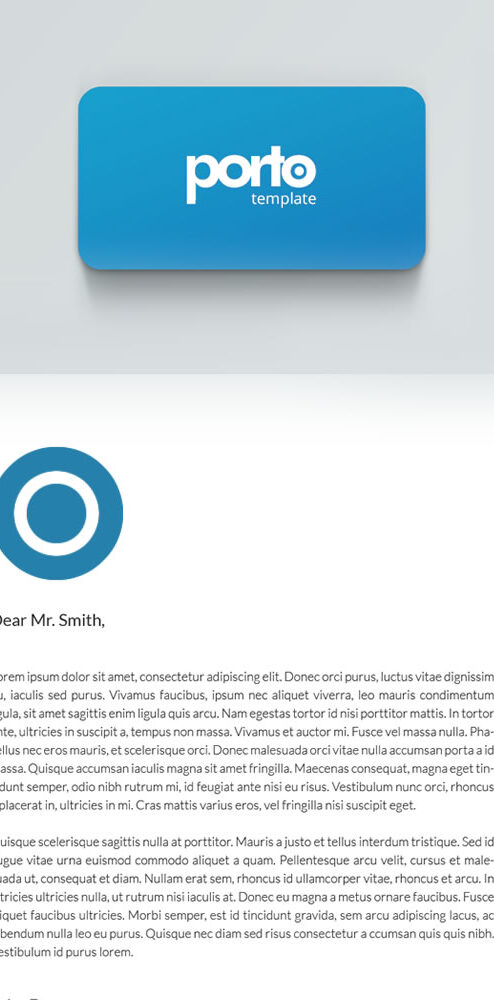 porto
template
Dear Mr. Smith,
orem ipsum dolor sit amet, consectetur adipiscing elit. Donec orci purus, luctus vitae dignissim
u, iaculis sed purus. Vivamus faucibus, ipsum nec aliquet viverra, leo mauris condimentum
gula, sit amet sagittis enim ligula quis arcu. Nam egestas tortor id nisi porttitor mattis. In tortor
nte, ultricies in suscipit a, tempus non massa. Vivamus et auctor mi. Fusce vel massa nulla. Pha-
ellus nec eros mauris, et scelerisque orci. Donec malesuada orci vitae nulla accumsan porta a id
assa. Quisque accumsan iaculis magna sit amet fringilla. Maecenas consequat, magna eget tin-
dunt semper, odio nibh rutrum mi, id feugiat ante nisi eu risus. Vestibulum nunc orci, rhoncus
placerat in, ultricies in mi. Cras mattis varius eros, vel fringilla nisi suscipit eget.
uisque scelerisque sagittis nulla at porttitor. Mauris a justo et tellus interdum tristique. Sed id
ugue vitae urna euismod commodo aliquet a quam. Pellentesque arcu velit, cursus et male-
uada ut, consequat et diam. Nullam erat sem, rhoncus id ullamcorper vitae, rhoncus et arcu. In
tricies ultricies nulla, ut rutrum nisi iaculis at. Donec eu magna a metus ornare faucibus. Fusce
iquet faucibus ultricies. Morbi semper, est id tincidunt gravida, sem arcu adipiscing lacus, ac
bendum nulla leo eu purus. Quisque nec diam sed risus consectetur a ccumsan quis quis nibh.
estibulum id purus lorem.